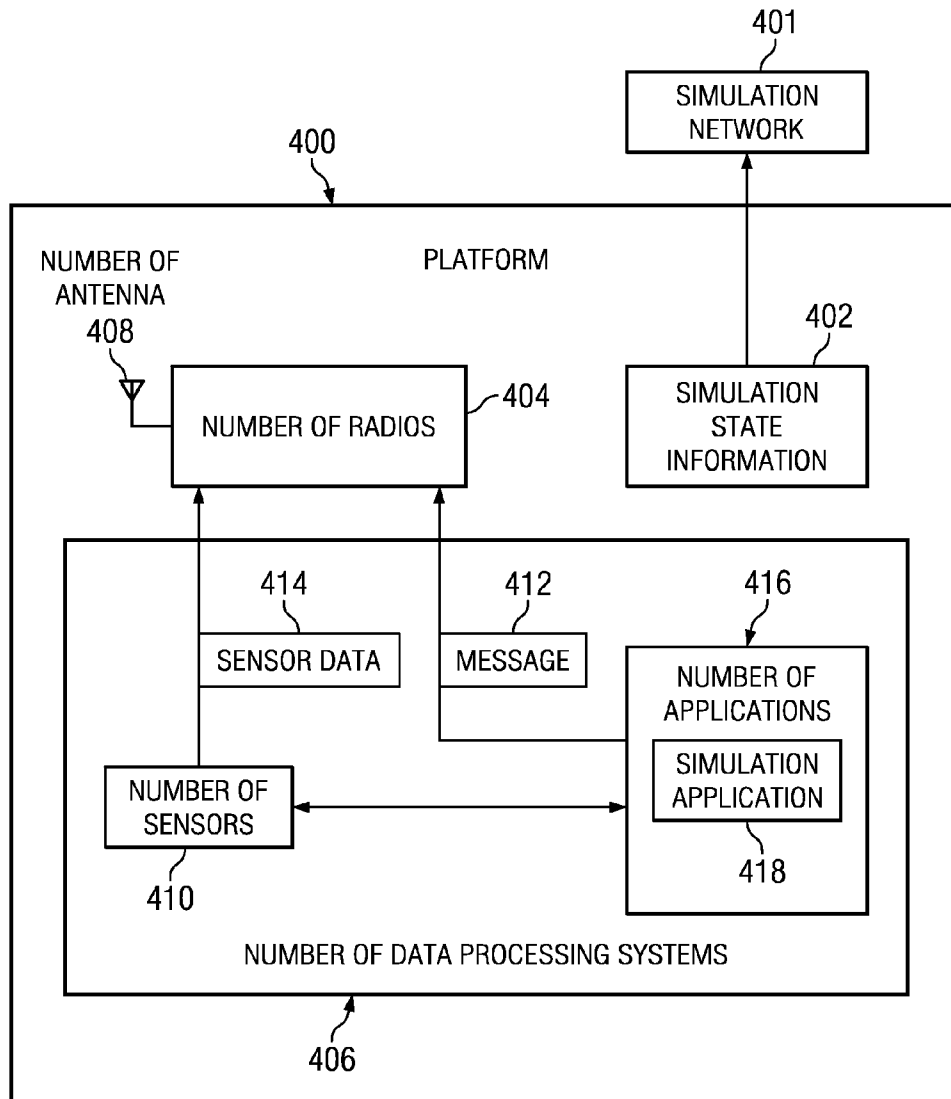 401
SIMULATION
NETWORK
400
PLATFORM
NUMBER OF
ANTENNA
408
402
NUMBER OF RADIOS
404
SIMULATION
STATE
INFORMATION
414
412
416
SENSOR DATA
MESSAGE
NUMBER OF
APPLICATIONS
SIMULATION
APPLICATION
418
NUMBER OF
SENSORS
410
NUMBER OF DATA PROCESSING SYSTEMS
406